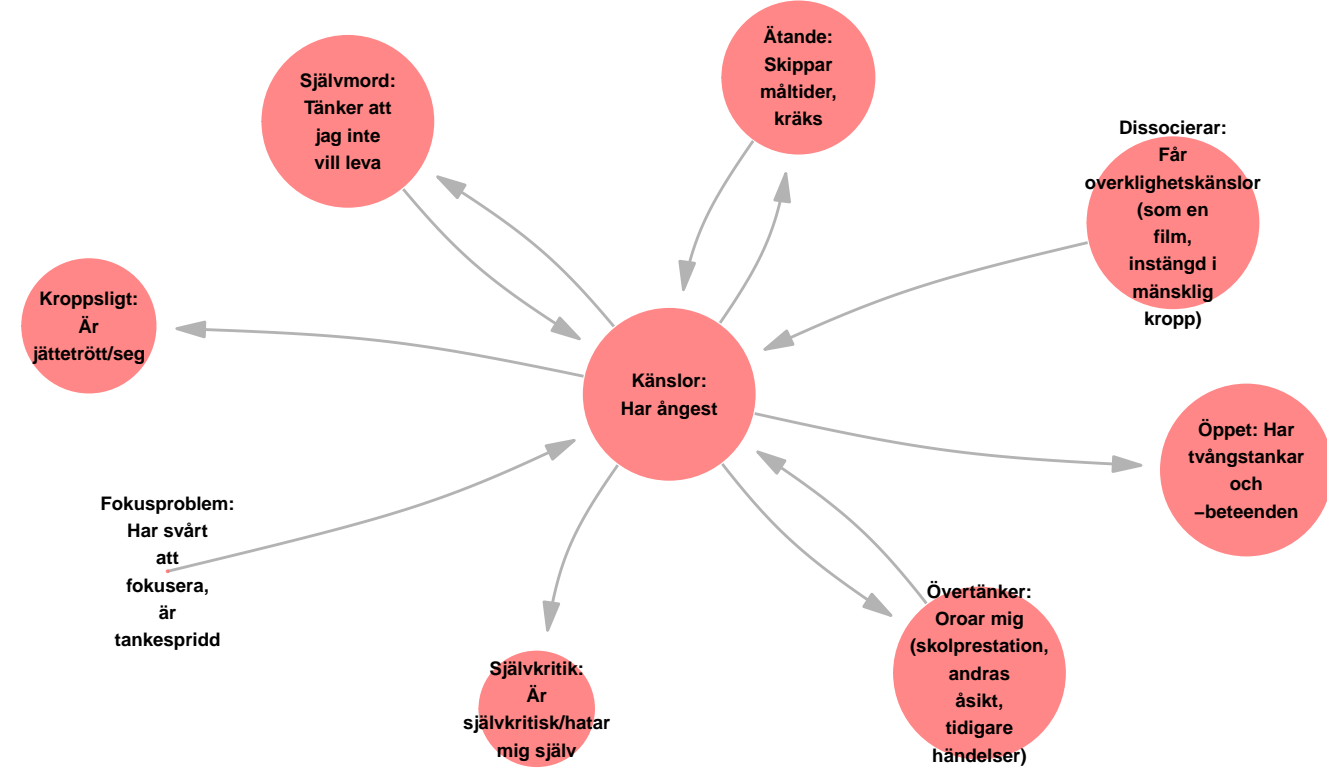 Självmord:
Tänker att
jag inte
vill leva
Ätande:
Skippar
måltider,
kräks
Dissocierar:
Får
overklighetskänslor
(som en
film,
instängd i
mänsklig
kropp)
Kroppsligt:
Är
jättetrött/seg
Känslor:
Har ångest
Öppet: Har
tvångstankar
och
−beteenden
Fokusproblem:
Har svårt
att
fokusera,
är
tankespridd
Självkritik:
Är
självkritisk/hatar
mig själv
Övertänker:
Oroar mig
(skolprestation,
andras
åsikt,
tidigare
händelser)